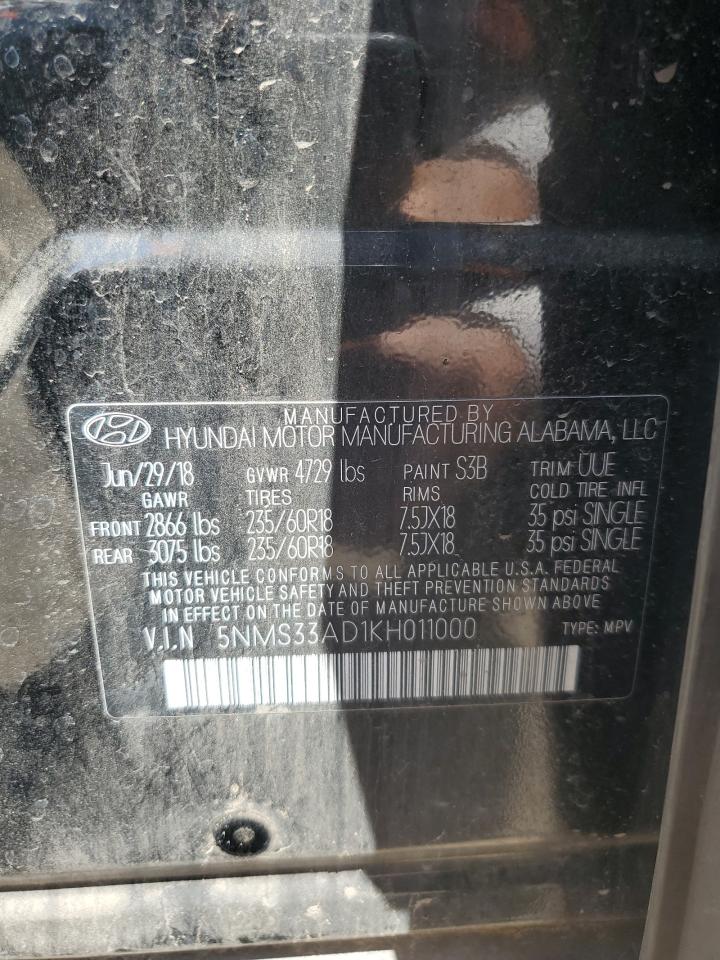 MANUFACTURED BY
HYUNDAI MOTOR MANUFACTURING ALABAMA, LLC
Jun/29/18 GVWR 4729 lbs PAINT S3B TRIM UUE
GAWR TIRES RIMS COLD TIRE INFL
FRONT 2866 lbs 235/60R18 7.5JX18 35 psi SINGLE
REAR 3075 lbs 235/60R18 7.5JX18 35 psi SINGLE
THIS VEHICLE CONFORMS TO ALL APPLICABLE U.S.A. FEDERAL
MOTOR VEHICLE SAFETY AND THEFT PREVENTION STANDARDS
IN EFFECT ON THE DATE OF MANUFACTURE SHOWN ABOVE
V.I.N 5NMS33AD1KH011000 TYPE: MPV